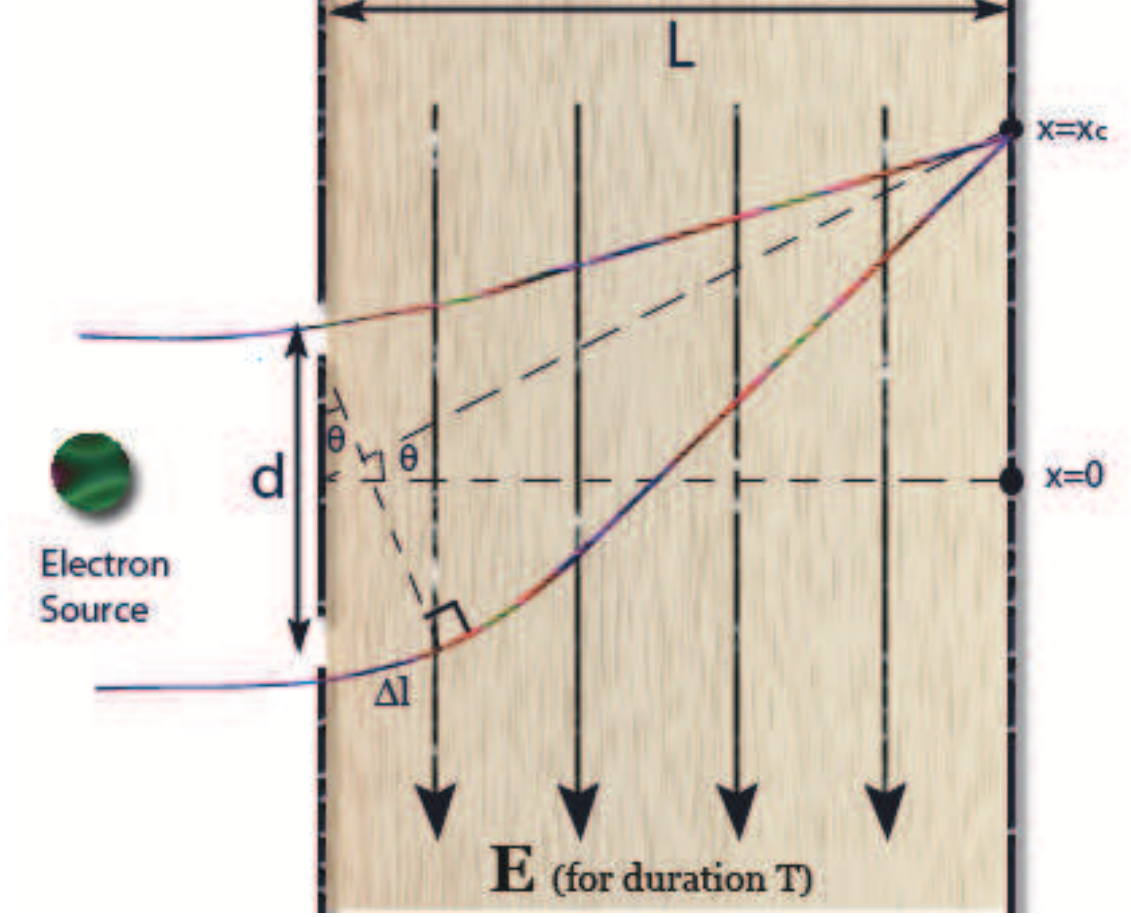 L
x=xc
θ
θ
d
x=0
Electron
Source
Δl
E (for duration T)